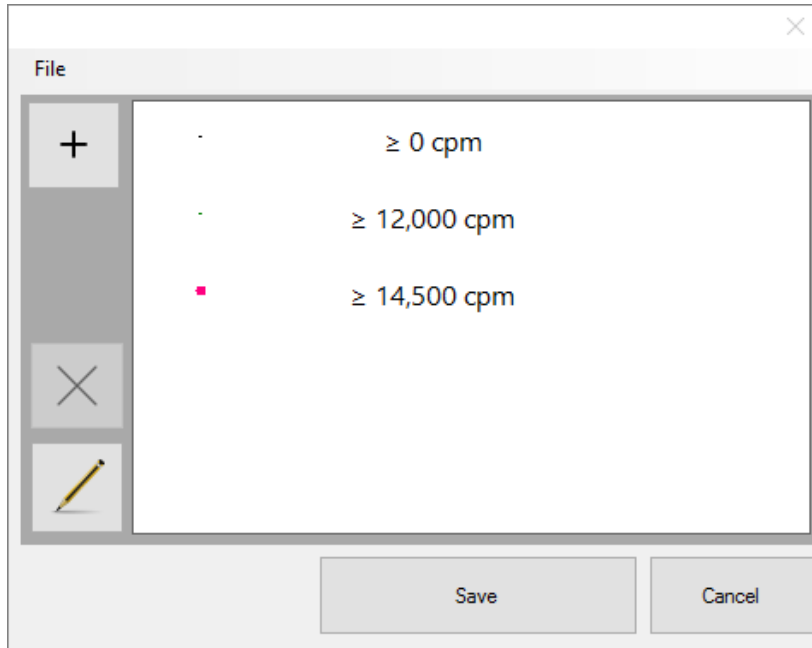 File
≥ 0 cpm
≥ 12,000 cpm
≥ 14,500 cpm
Save
Cancel